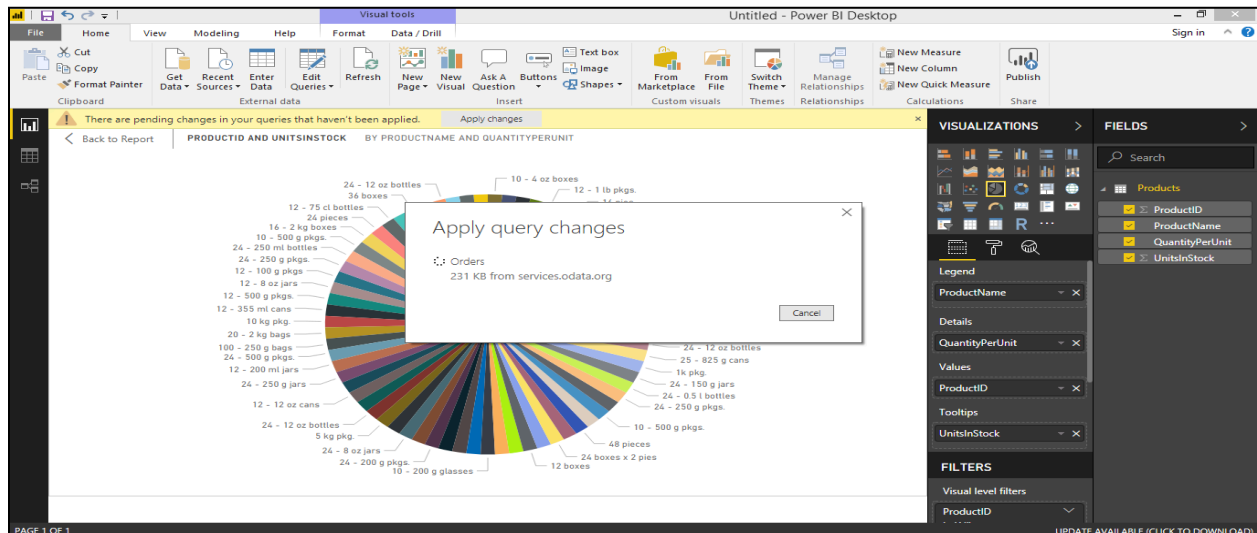 Visual tools
Untitled - Power BI Desktop
File
Home
View
Modeling
Help
Format
Data / Drill
Sign in
Paste
Cut
Copy
Format Painter
Clipboard
Get Data
Recent Sources
Enter Data
Edit Queries
Refresh
External data
New Page
New Visual
Ask A Question
Buttons
Text box
Image
Shapes
Insert
From Marketplace
From File
Custom visuals
Switch Theme
Themes
Manage Relationships
Relationships
New Measure
New Column
New Quick Measure
Calculations
Publish
Share
There are pending changes in your queries that haven't been applied.
Apply changes
Back to Report
PRODUCTID AND UNITSINSTOCK
BY PRODUCTNAME AND QUANTITYPERUNIT
24 - 12 oz bottles
36 boxes
12 - 75 cl bottles
24 pieces
16 - 2 kg boxes
10 - 500 g pkgs.
24 - 250 ml bottles
24 - 250 g pkgs.
12 - 100 g pkgs
12 - 8 oz jars
12 - 500 g pkgs.
12 - 355 ml cans
10 kg pkg.
20 - 2 kg bags
100 - 250 g bags
24 - 500 g pkgs.
12 - 200 ml jars
24 - 250 g jars
12 - 12 oz cans
24 - 12 oz bottles
5 kg pkg.
24 - 8 oz jars
24 - 200 g pkgs.
10 - 200 g glasses
10 - 4 oz boxes
12 - 1 lb pkgs.
Apply query changes
Orders
231 KB from services.odata.org
Cancel
24 - 12 oz bottles
25 - 825 g cans
1k pkg.
24 - 150 g jars
24 - 0.5 l bottles
24 - 250 g pkgs.
10 - 500 g pkgs.
48 pieces
24 boxes x 2 pies
12 boxes
VISUALIZATIONS
R
Legend
ProductName
Details
QuantityPerUnit
Values
ProductID
Tooltips
UnitsInStock
FILTERS
Visual level filters
ProductID
FIELDS
Search
Products
ProductID
ProductName
QuantityPerUnit
UnitsInStock
PAGE 1 OF 1
UPDATE AVAILABLE (CLICK TO DOWNLOAD)